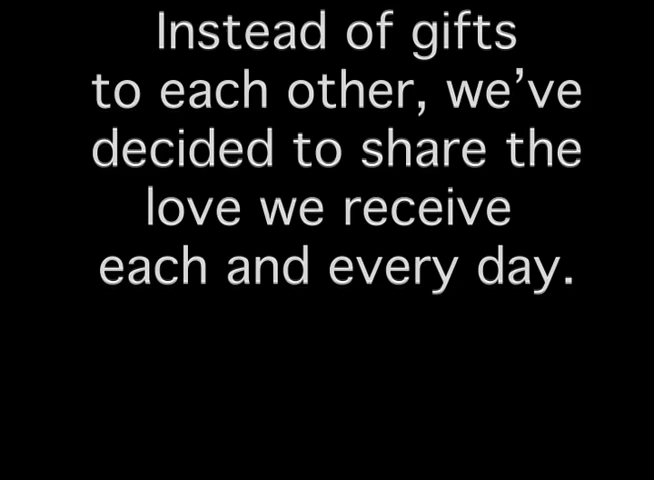 Instead of gifts
to each other, we’ve
decided to share the
love we receive
each and every day.